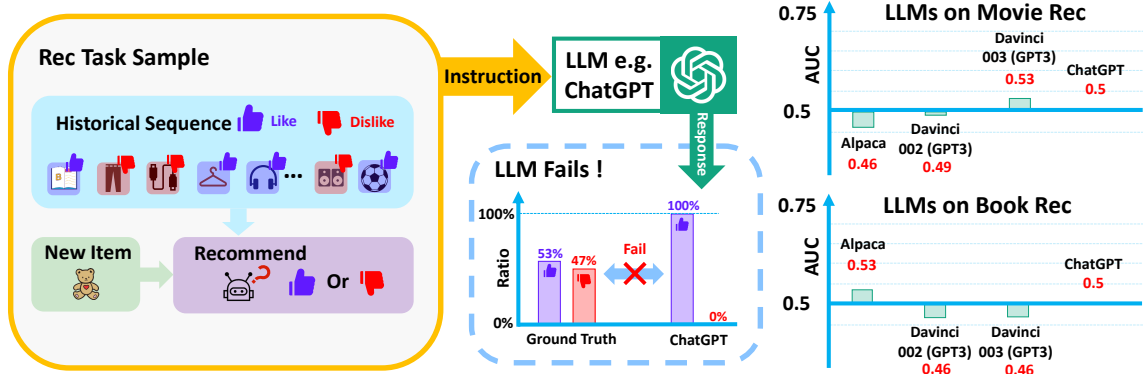 Rec Task Sample
Historical Sequence
Like
Dislike
B
...
New Item
Recommend
?
Or
Instruction
LLM e.g.
ChatGPT
Response
LLM Fails !
100%
Ratio
0%
53%
47%
Fail
100%
0%
Ground Truth
ChatGPT
LLMs on Movie Rec
0.75
AUC
0.5
Alpaca
0.46
Davinci
002 (GPT3)
0.49
Davinci
003 (GPT3)
0.53
ChatGPT
0.5
LLMs on Book Rec
0.75
AUC
0.5
Alpaca
0.53
Davinci
002 (GPT3)
0.46
Davinci
003 (GPT3)
0.46
ChatGPT
0.5